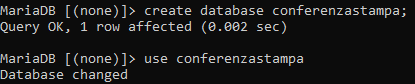 MariaDB [(none)]> create database conferenzastampa;
Query OK, 1 row affected (0.002 sec)
MariaDB [(none)]> use conferenzastampa
Database changed